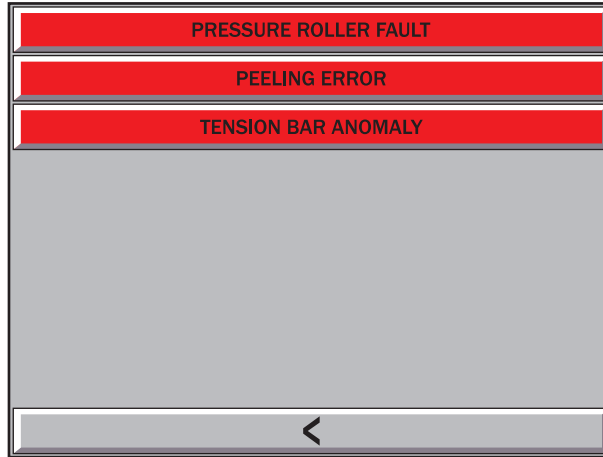 PRESSURE ROLLER FAULT
PEELING ERROR
TENSION BAR ANOMALY
<